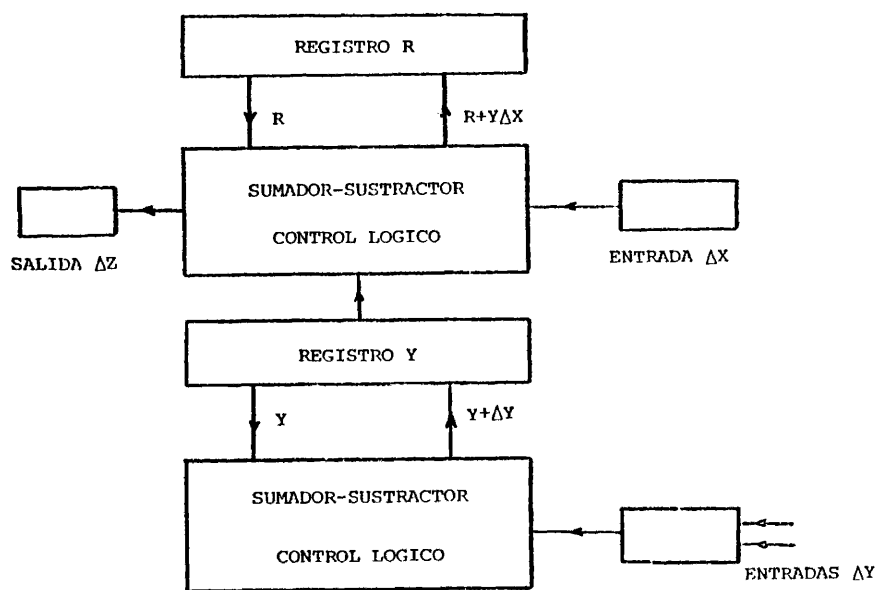 REGISTRO R
R
R+YΔX
SUMADOR-SUSTRACTOR
CONTROL LOGICO
SALIDA ΔZ
ENTRADA ΔX
REGISTRO Y
Y
Y+ΔY
SUMADOR-SUSTRACTOR
CONTROL LOGICO
ENTRADAS ΔY